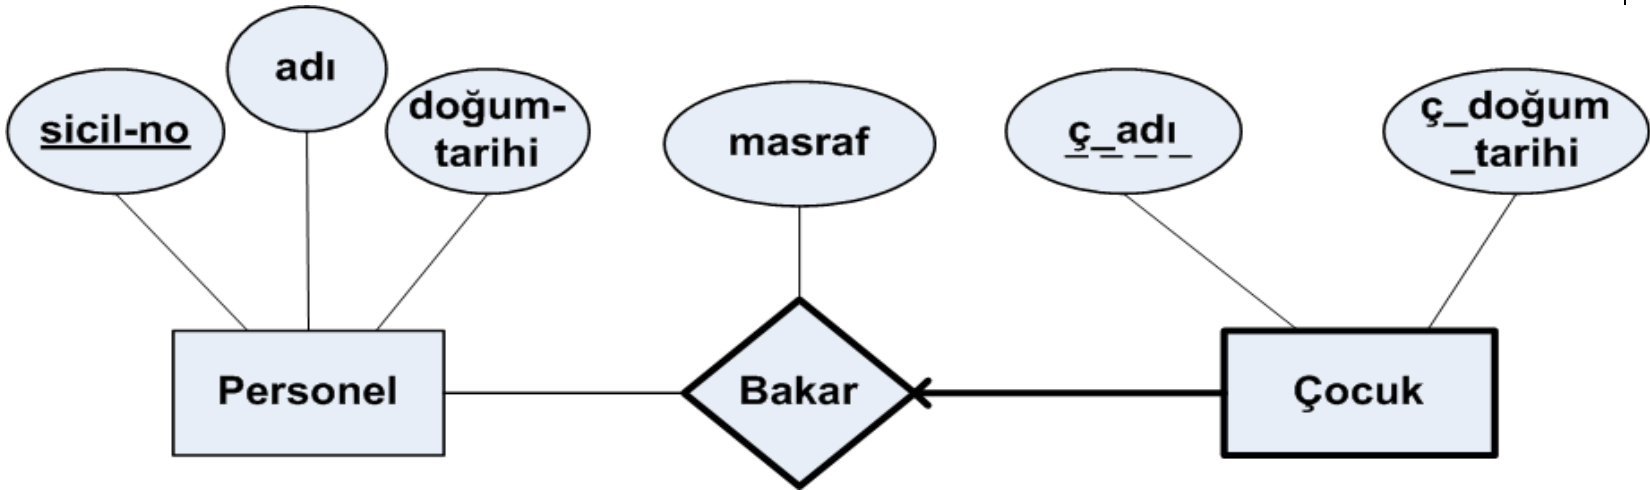 sicil-no
adı
doğum-
tarihi
masraf
ç_adı
ç_doğum
_tarihi
Personel
Bakar
Çocuk